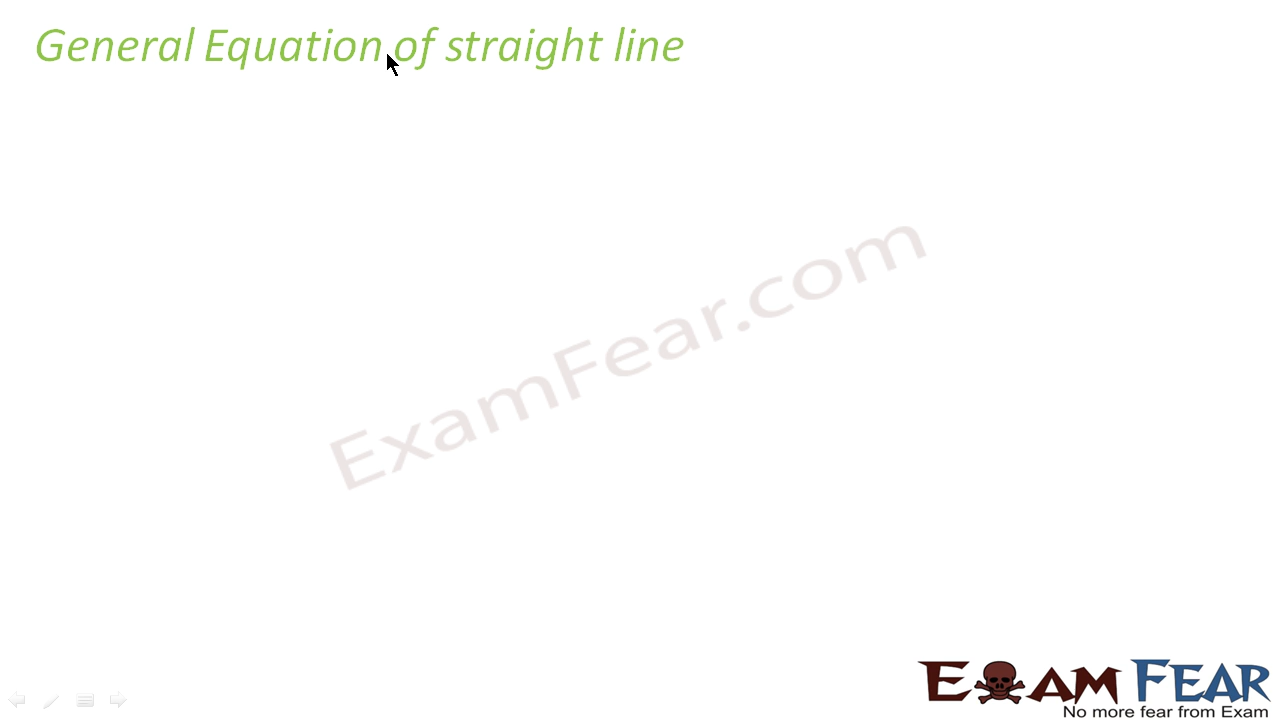 General Equation of straight line
ExamFear.com
EXAM FEAR
No more fear from Exam